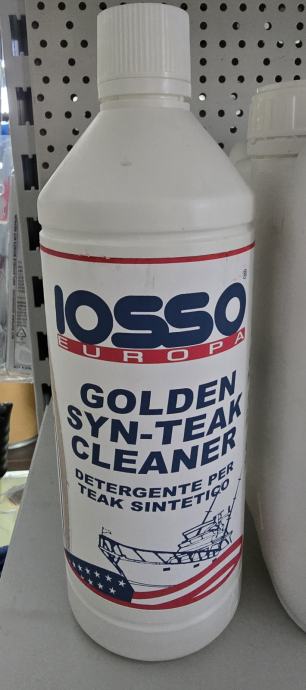 IOSSO®
EUROPA
GOLDEN
SYN-TEAK
CLEANER
DETERGENTE PER
TEAK SINTETICO